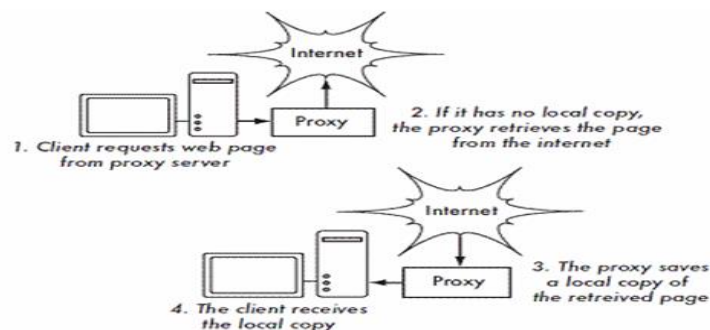 Internet
Proxy
1. Client requests web page
from proxy server
2. If it has no local copy,
the proxy retrieves the page
from the internet
Internet
Proxy
3. The proxy saves
a local copy of
the retreived page
4. The client receives
the local copy